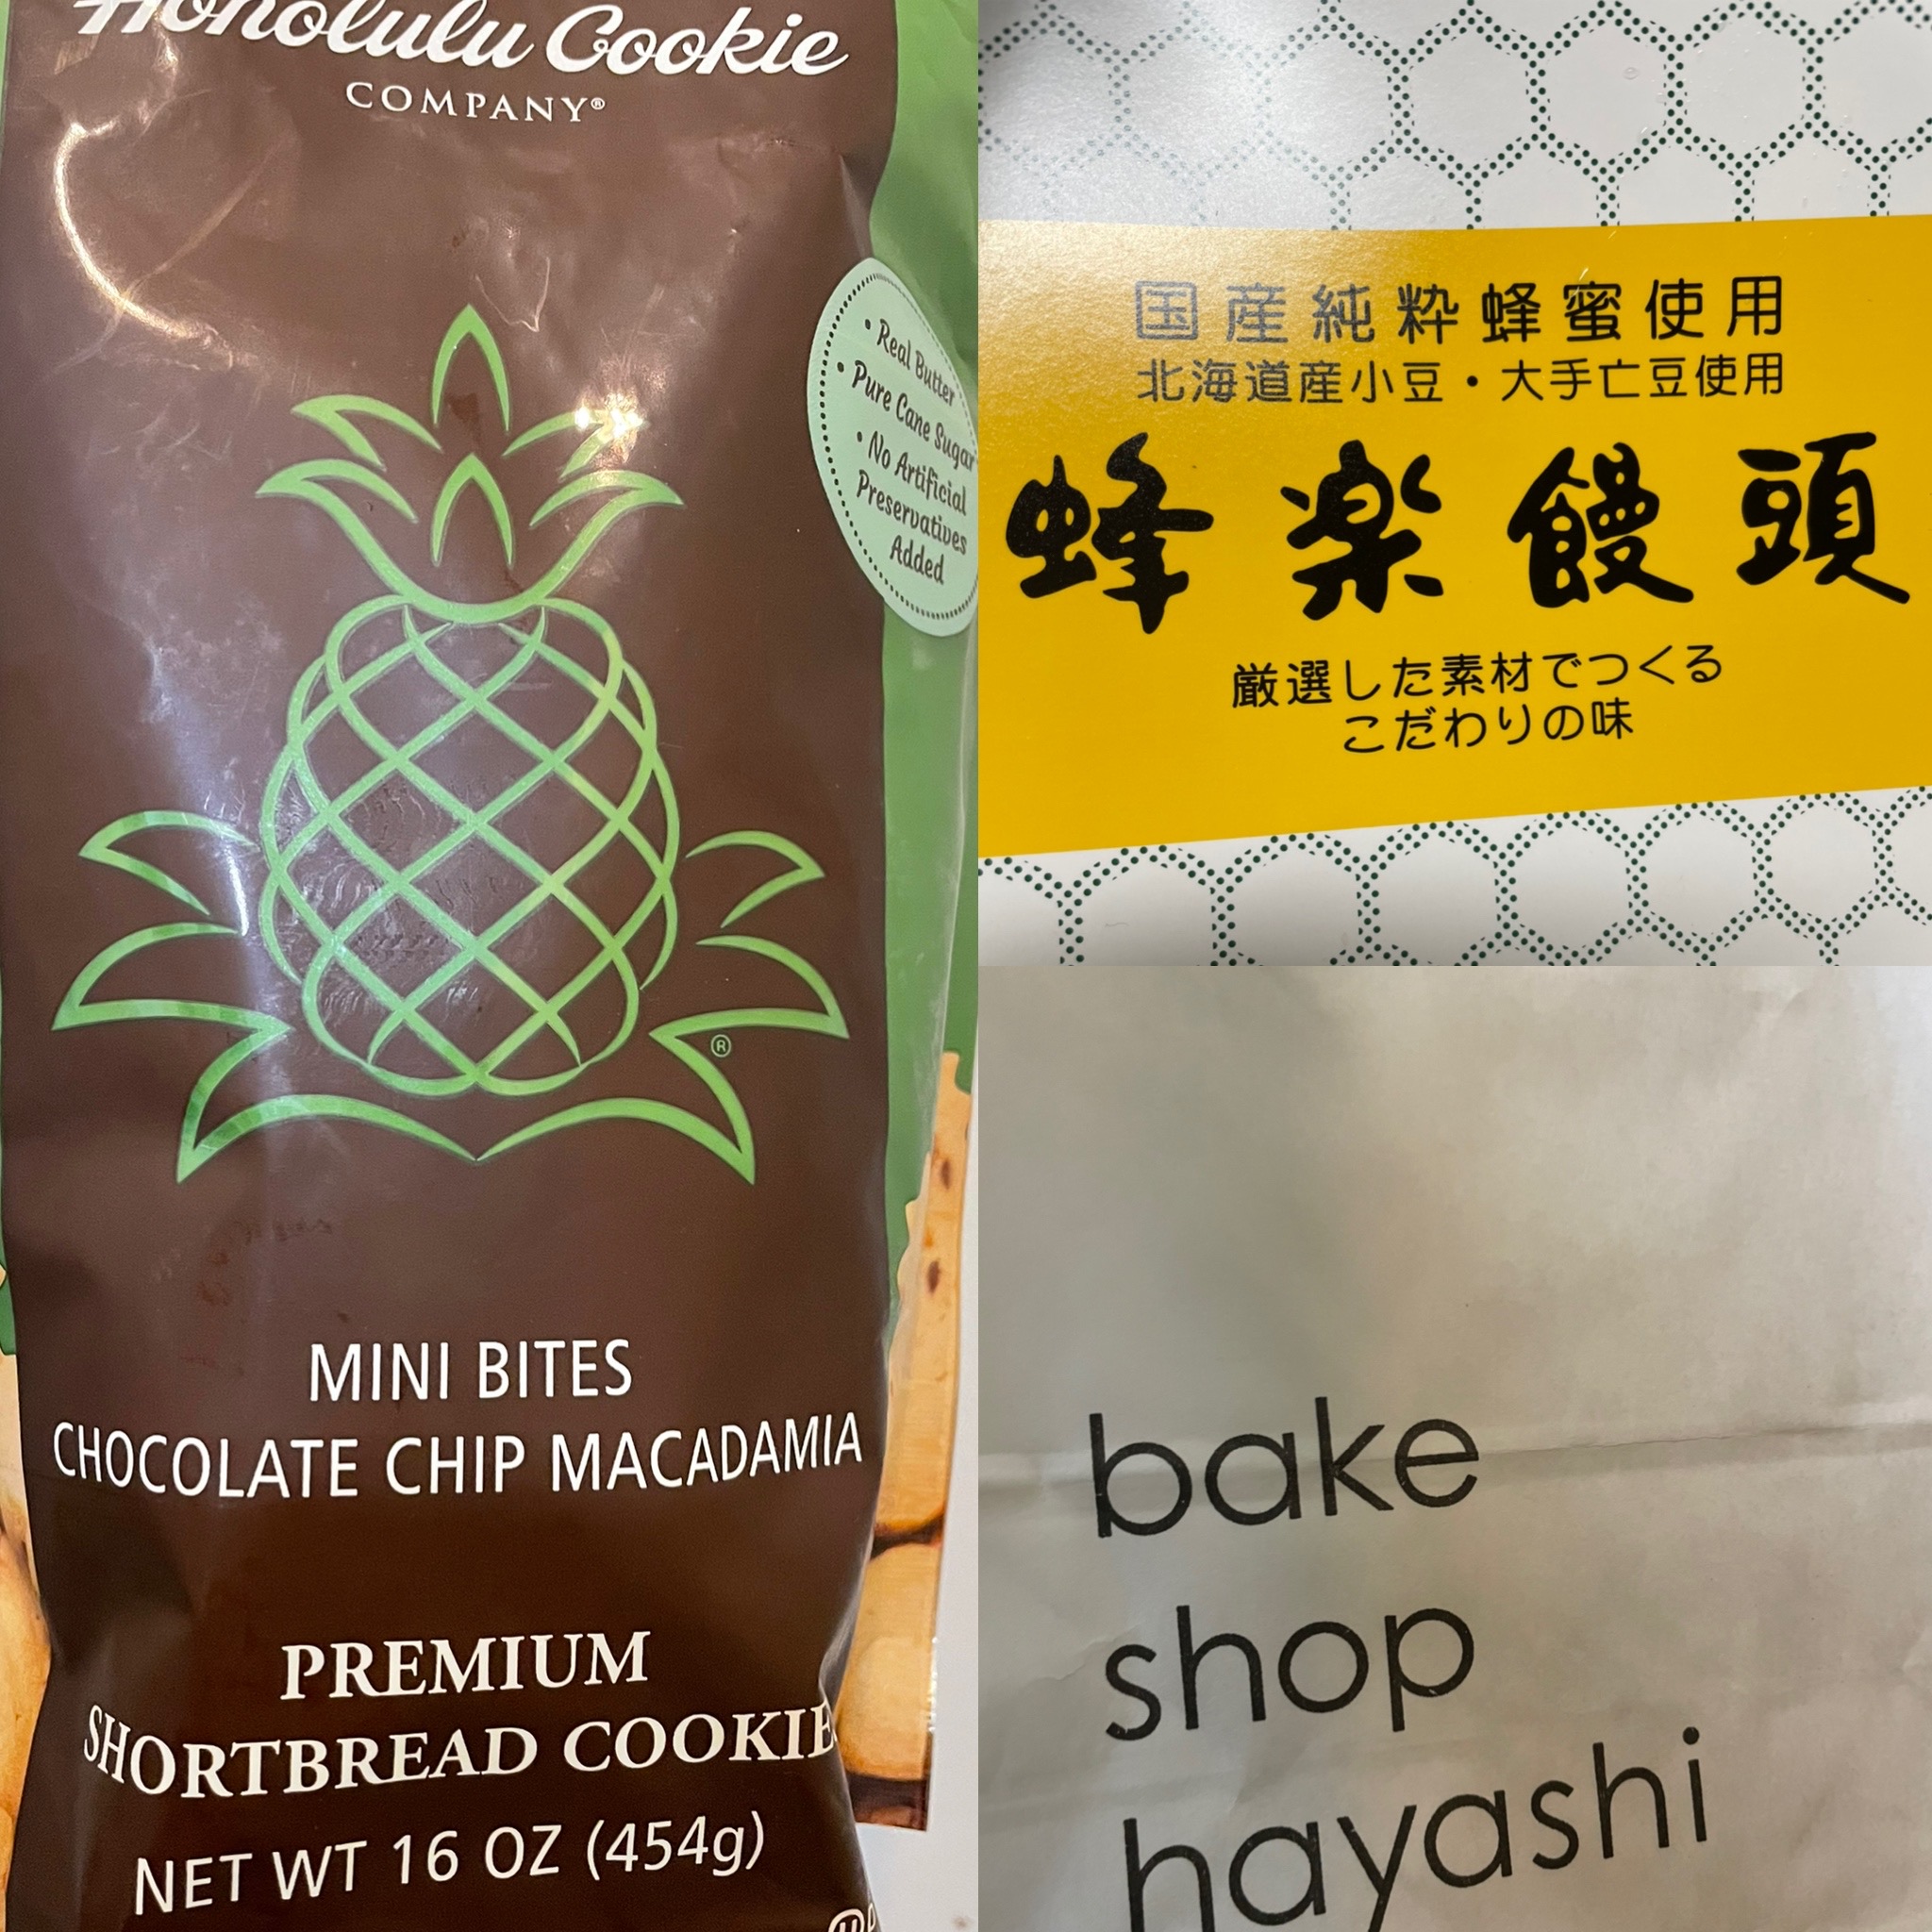 Honolulu Cookie
COMPANY®
• Real Butter
• Pure Cane Sugar
• No Artificial
Preservatives
Added
®
MINI BITES
CHOCOLATE CHIP MACADAMIA
PREMIUM
SHORTBREAD COOKIE
NET WT 16 OZ (454g)
国産純粋蜂蜜使用
北海道産小豆・大手亡豆使用
蜂楽饅頭
厳選した素材でつくる
こだわりの味
bake
shop
hayashi